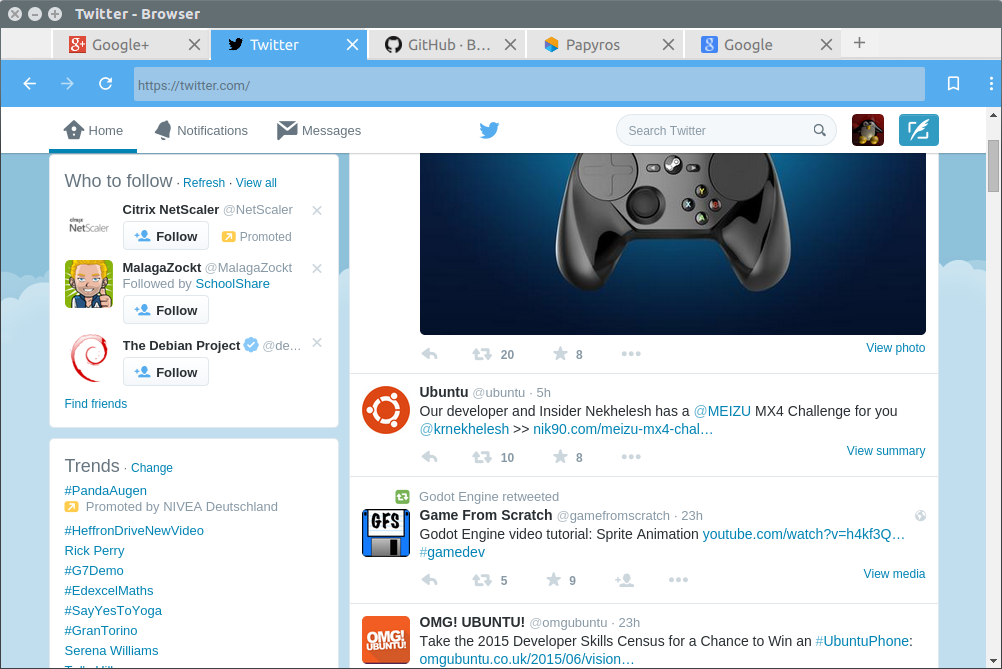 Twitter - Browser
Google+
Twitter
GitHub · B...
Papyros
Google
https://twitter.com/
Home
Notifications
Messages
Search Twitter
Who to follow · Refresh · View all
citrix
NetScaler
Citrix NetScaler @NetScaler
Follow
Promoted
MalagaZockt @MalagaZockt
Followed by SchoolShare
Follow
The Debian Project @de...
Follow
Find friends
Trends · Change
#PandaAugen
Promoted by NIVEA Deutschland
#HeffronDriveNewVideo
Rick Perry
#G7Demo
#EdexcelMaths
#SayYesToYoga
#GranTorino
Serena Williams
Y
X
B
A
20
8
View photo
Ubuntu @ubuntu · 5h
Our developer and Insider Nekhelesh has a @MEIZU MX4 Challenge for you
@krnekhelesh >> nik90.com/meizu-mx4-chal…
10
8
View summary
Godot Engine retweeted
GFS
Game From Scratch @gamefromscratch · 23h
Godot Engine video tutorial: Sprite Animation youtube.com/watch?v=h4kf3Q…
#gamedev
5
9
View media
OMG!
UBUNTU!
OMG! UBUNTU! @omgubuntu · 23h
Take the 2015 Developer Skills Census for a Chance to Win an #UbuntuPhone:
omgubuntu.co.uk/2015/06/vision…